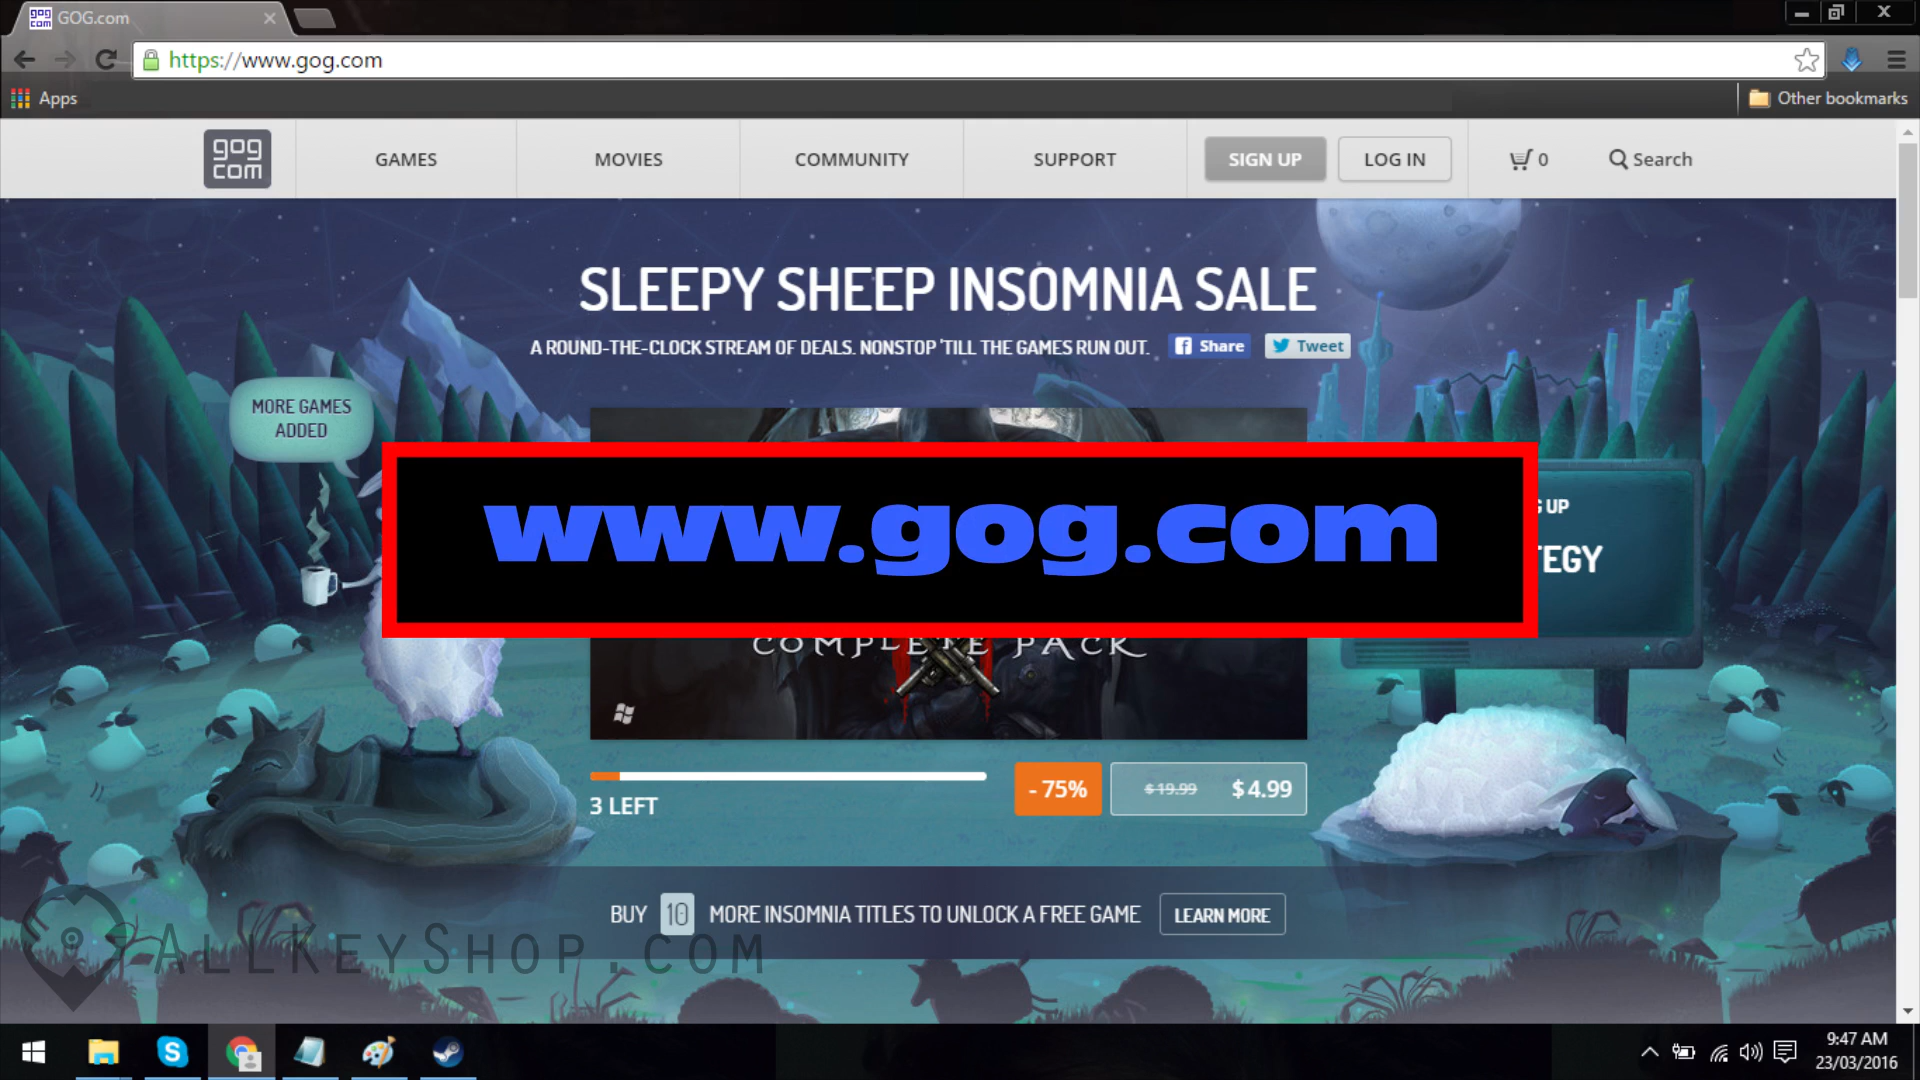 gog com
GOG.com
https://www.gog.com
Apps
Other bookmarks
gog com
GAMES
MOVIES
COMMUNITY
SUPPORT
SIGN UP
LOG IN
0
Search
SLEEPY SHEEP INSOMNIA SALE
A ROUND-THE-CLOCK STREAM OF DEALS. NONSTOP 'TILL THE GAMES RUN OUT.
Share
Tweet
MORE GAMES
ADDED
www.gog.com
UP
COMPLETE PACK
3 LEFT
- 75%
$19.99
$4.99
BUY 10 MORE INSOMNIA TITLES TO UNLOCK A FREE GAME
LEARN MORE
ALLKEYSHOP.COM
9:47 AM
23/03/2016